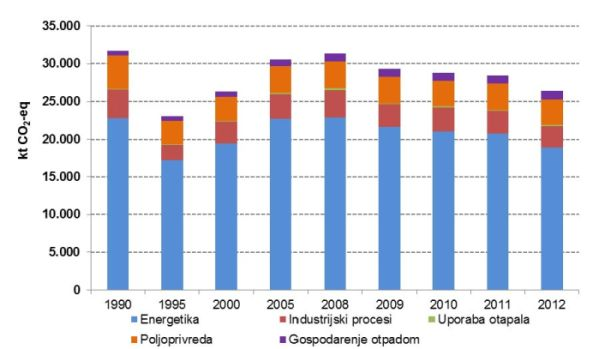 35.000
30.000
25.000
20.000
15.000
10.000
5.000
0
kt CO₂-eq
1990 1995 2000 2005 2008 2009 2010 2011 2012
Energetika Industrijski procesi Uporaba otapala
Poljoprivreda Gospodarenje otpadom